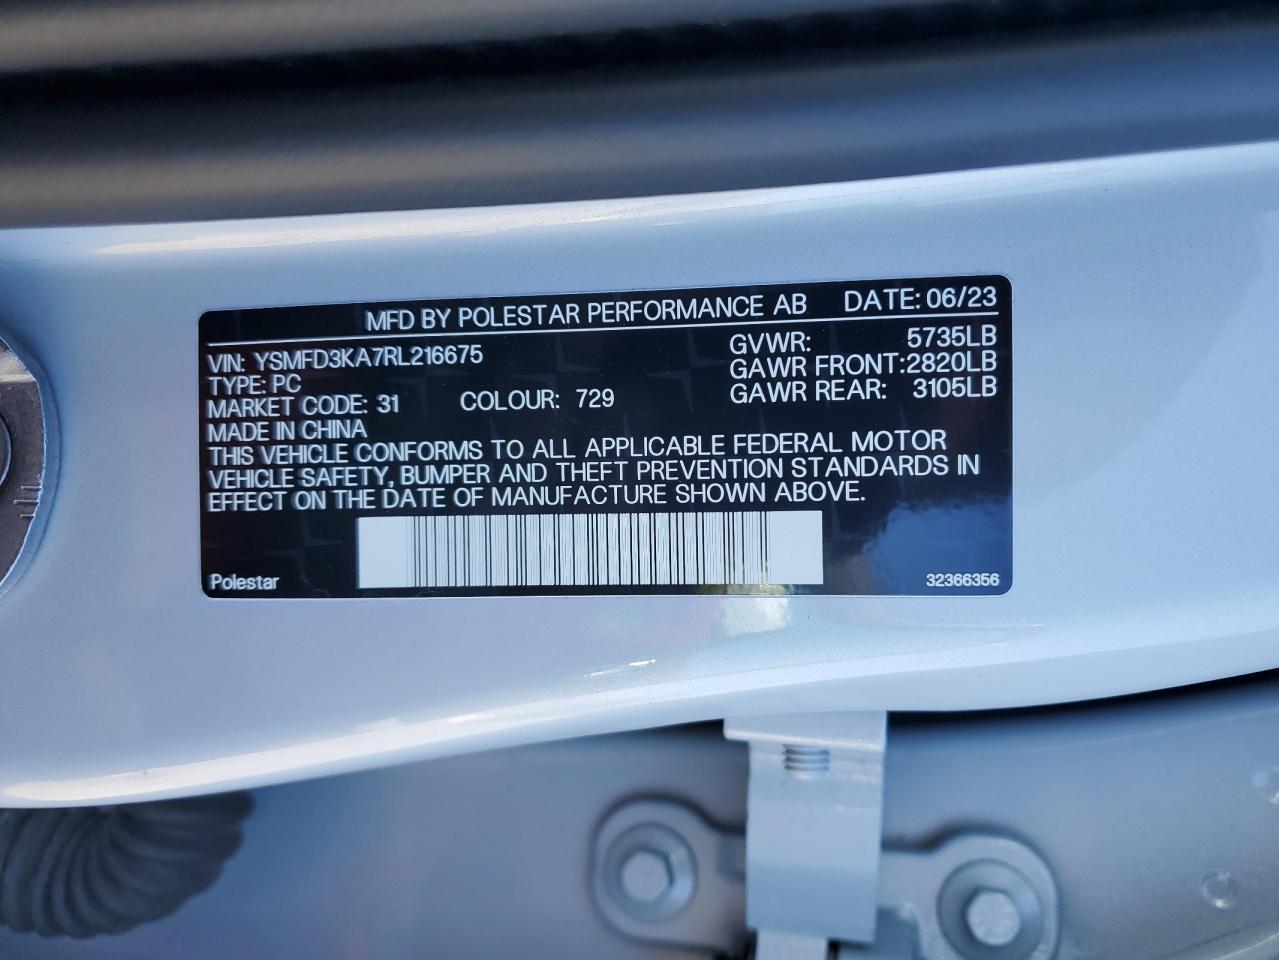 MFD BY POLESTAR PERFORMANCE AB DATE: 06/23
VIN: YSMFD3KA7RL216675 GVWR: 5735LB
TYPE: PC GAWR FRONT:2820LB
MARKET CODE: 31 COLOUR: 729 GAWR REAR: 3105LB
MADE IN CHINA
THIS VEHICLE CONFORMS TO ALL APPLICABLE FEDERAL MOTOR
VEHICLE SAFETY, BUMPER AND THEFT PREVENTION STANDARDS IN
EFFECT ON THE DATE OF MANUFACTURE SHOWN ABOVE.
Polestar 32366356